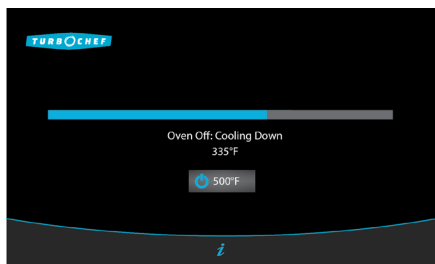 TURBOCHEF
Oven Off: Cooling Down
335°F
500°F
i